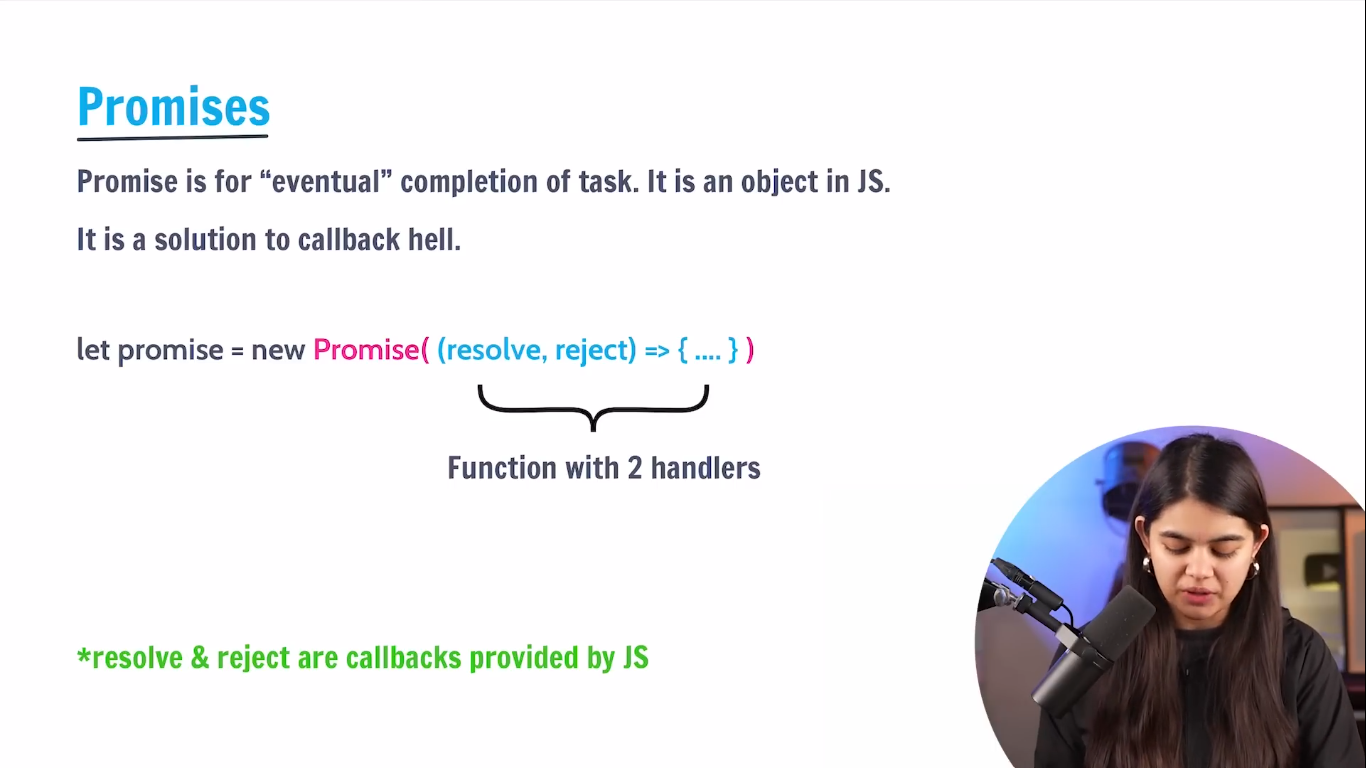 Promises
Promise is for “eventual” completion of task. It is an object in JS.
It is a solution to callback hell.
let promise = new Promise( (resolve, reject) => { .... } )
Function with 2 handlers
*resolve & reject are callbacks provided by JS